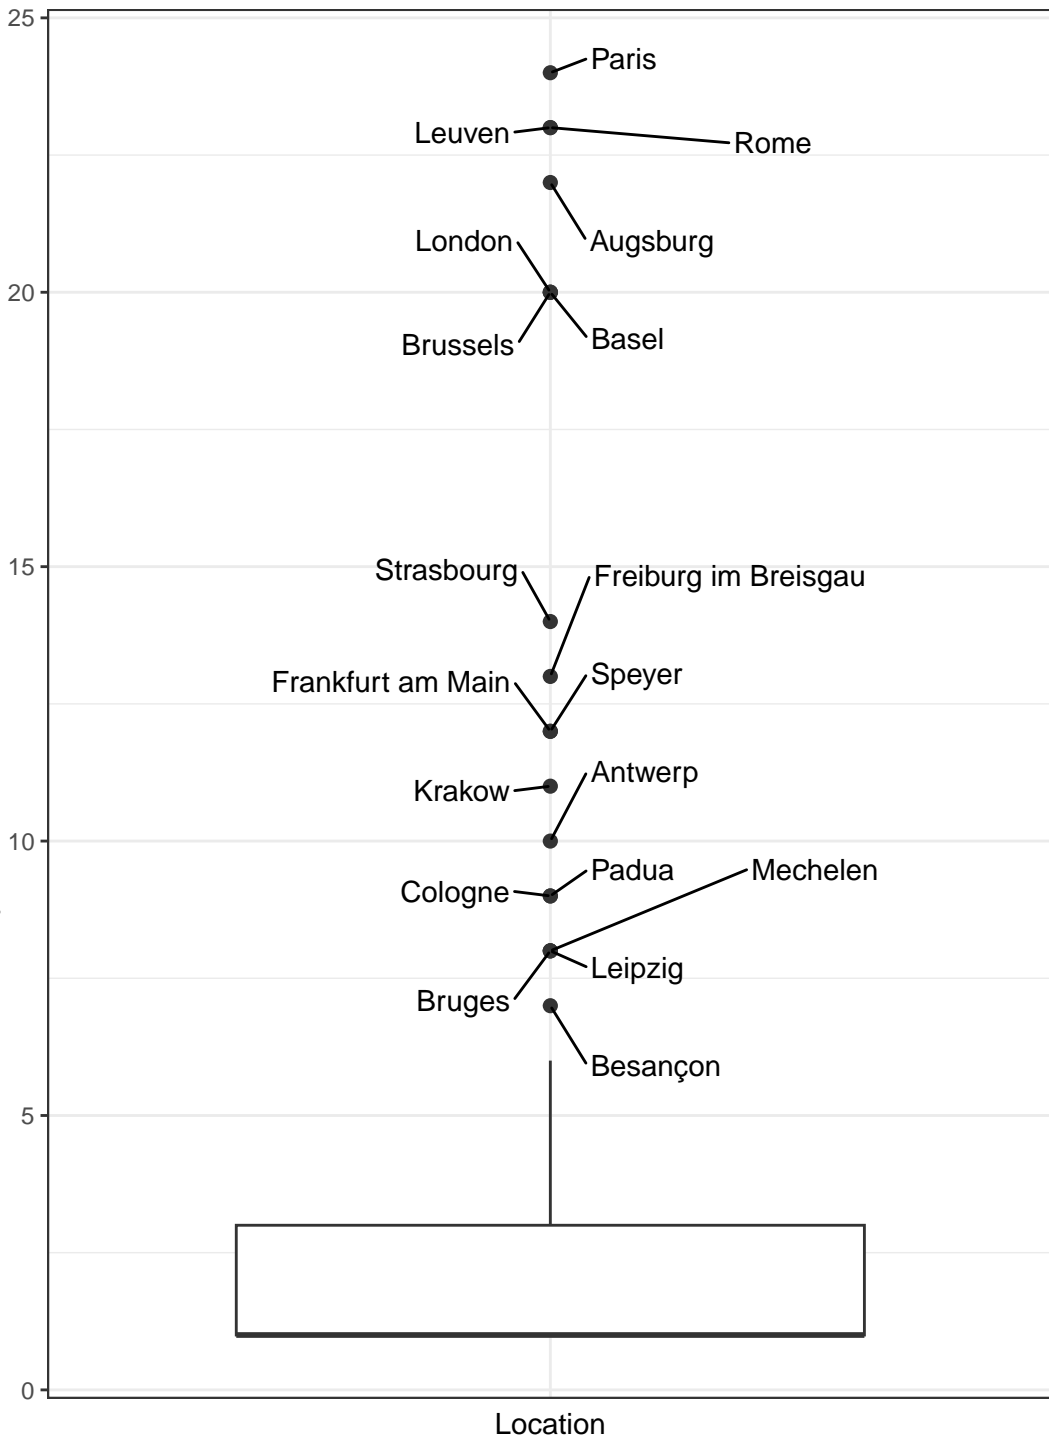 25
Paris
Leuven
Rome
London
Augsburg
20
Brussels
Basel
15
Strasbourg
Freiburg im Breisgau
Frankfurt am Main
Speyer
Krakow
Antwerp
10
Cologne
Padua
Mechelen
Leipzig
Bruges
Besançon
5
0
Location